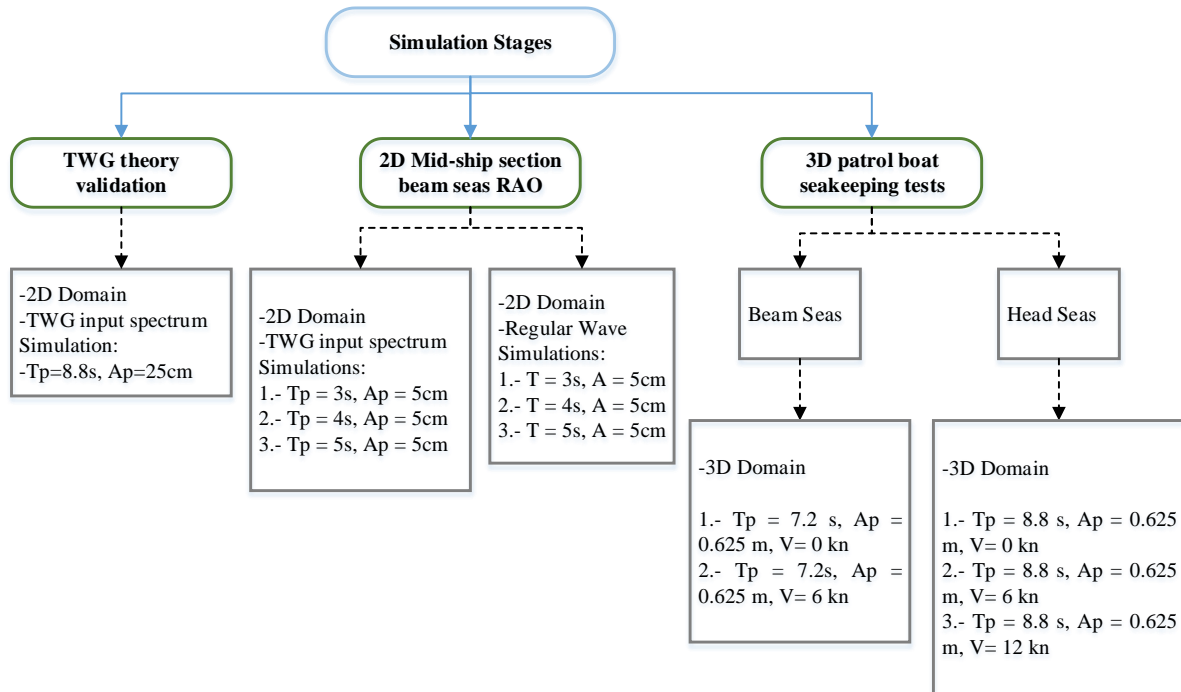 Simulation Stages
TWG theory
validation
2D Mid-ship section
beam seas RAO
3D patrol boat
seakeeping tests
-2D Domain
-TWG input spectrum
Simulation:
-Tp=8.8s, Ap=25cm
-2D Domain
-TWG input spectrum
Simulations:
1.- Tp = 3s, Ap = 5cm
2.- Tp = 4s, Ap = 5cm
3.- Tp = 5s, Ap = 5cm
-2D Domain
-Regular Wave
Simulations:
1.- T = 3s, A = 5cm
2.- T = 4s, A = 5cm
3.- T = 5s, A = 5cm
Beam Seas
Head Seas
-3D Domain
1.- Tp = 7.2 s, Ap =
0.625 m, V= 0 kn
2.- Tp = 7.2s, Ap =
0.625 m, V= 6 kn
-3D Domain
1.- Tp = 8.8 s, Ap = 0.625
m, V= 0 kn
2.- Tp = 8.8 s, Ap = 0.625
m, V= 6 kn
3.- Tp = 8.8 s, Ap = 0.625
m, V= 12 kn